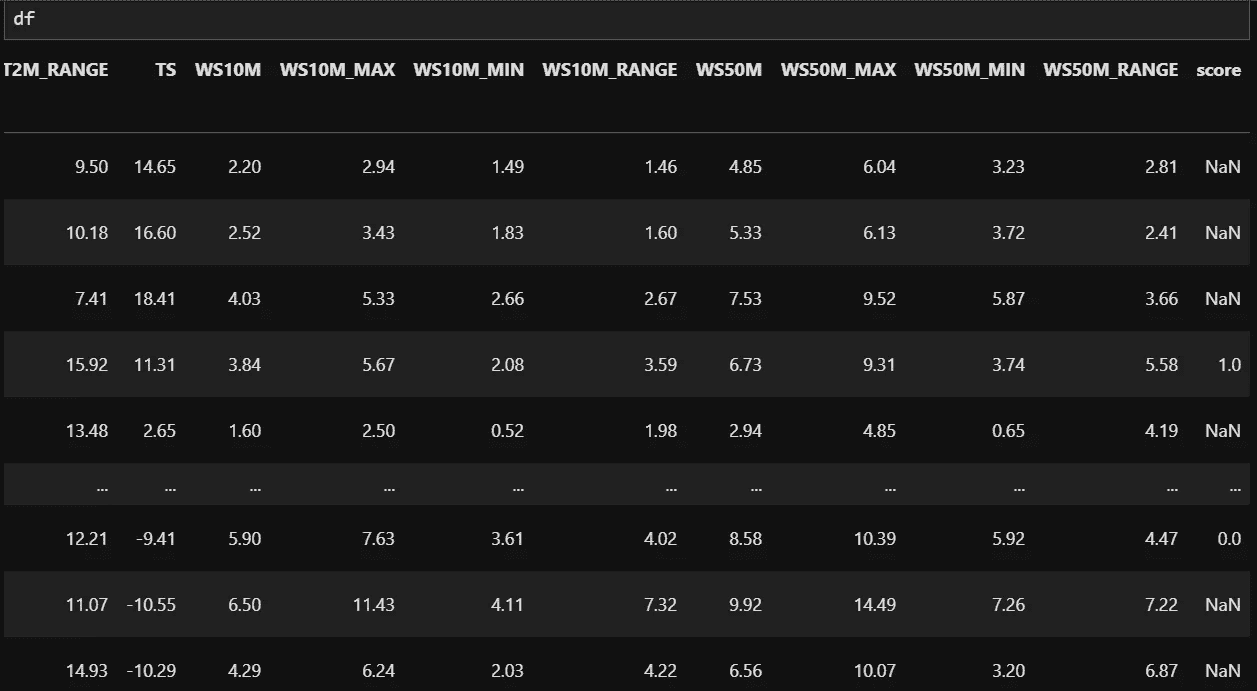 df
T2M_RANGE TS WS10M WS10M_MAX WS10M_MIN WS10M_RANGE WS50M WS50M_MAX WS50M_MIN WS50M_RANGE score
9.50 14.65 2.20 2.94 1.49 1.46 4.85 6.04 3.23 2.81 NaN
10.18 16.60 2.52 3.43 1.83 1.60 5.33 6.13 3.72 2.41 NaN
7.41 18.41 4.03 5.33 2.66 2.67 7.53 9.52 5.87 3.66 NaN
15.92 11.31 3.84 5.67 2.08 3.59 6.73 9.31 3.74 5.58 1.0
13.48 2.65 1.60 2.50 0.52 1.98 2.94 4.85 0.65 4.19 NaN
... ... ... ... ... ... ... ... ... ... ...
12.21 -9.41 5.90 7.63 3.61 4.02 8.58 10.39 5.92 4.47 0.0
11.07 -10.55 6.50 11.43 4.11 7.32 9.92 14.49 7.26 7.22 NaN
14.93 -10.29 4.29 6.24 2.03 4.22 6.56 10.07 3.20 6.87 NaN